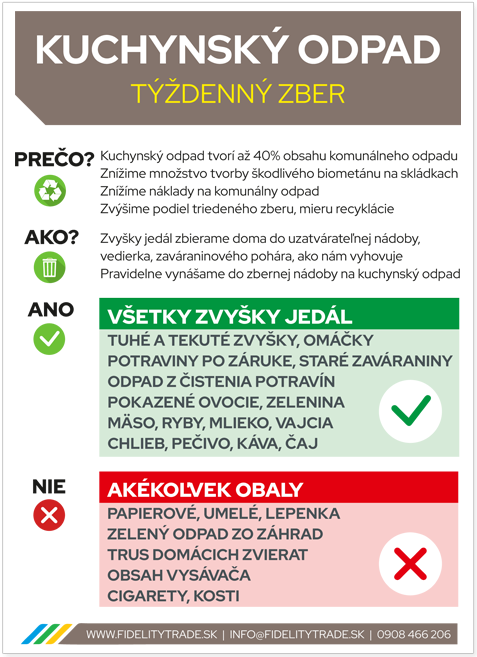 KUCHYNSKÝ ODPAD
TÝŽDENNÝ ZBER
PREČO?
Kuchynský odpad tvorí až 40% obsahu komunálneho odpadu
Znížime množstvo tvorby škodlivého biometánu na skládkach
Znížíme náklady na komunálny odpad
Zvýšime podiel triedeného zberu, mieru recyklácie
AKO?
Zvyšky jedál zbierame doma do uzatvárateľnej nádoby,
vedierka, zaváraninového pohára, ako nám vyhovuje
Pravidelne vynášame do zbernej nádoby na kuchynský odpad
ANO
VŠETKY ZVYŠKY JEDÁL
TUHÉ A TEKUTÉ ZVYŠKY, OMÁČKY
POTRAVINY PO ZÁRUKE, STARÉ ZAVÁRANINY
ODPAD Z ČISTENIA POTRAVÍN
POKAZENÉ OVOCIE, ZELENINA
MÄSO, RYBY, MLIEKO, VAJCIA
CHLIEB, PEČIVO, KÁVA, ČAJ
NIE
AKÉKOĽVEK OBALY
PAPIEROVÉ, UMELÉ, LEPENKA
ZELENÝ ODPAD ZO ZÁHRAD
TRUS DOMÁCICH ZVIERAT
OBSAH VYSÁVAČA
CIGARETY, KOSTI
WWW.FIDELITYTRADE.SK | INFO@FIDELITYTRADE.SK | 0908 466 206